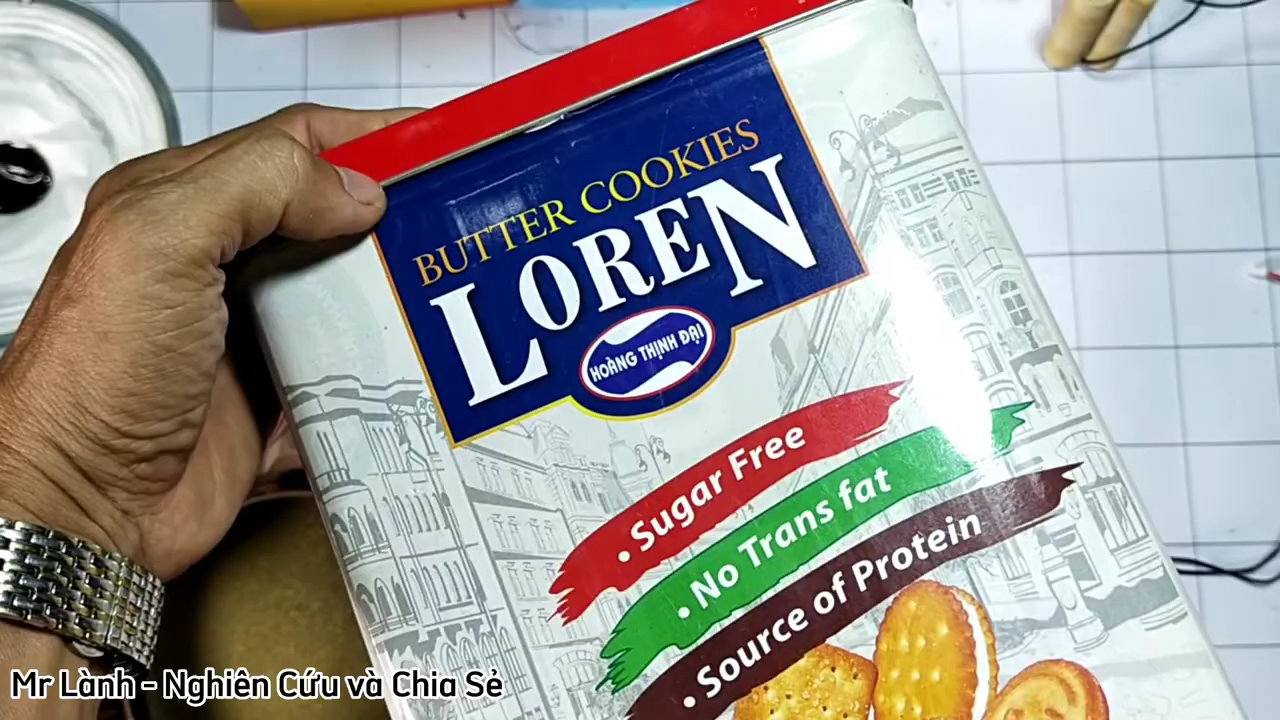 BUTTER COOKIES
LOREN
HOÀNG THỊNH ĐẠI
• Sugar Free
• No Trans fat
• Source of Protein
Mr Lành - Nghiên Cứu và Chia Sẻ